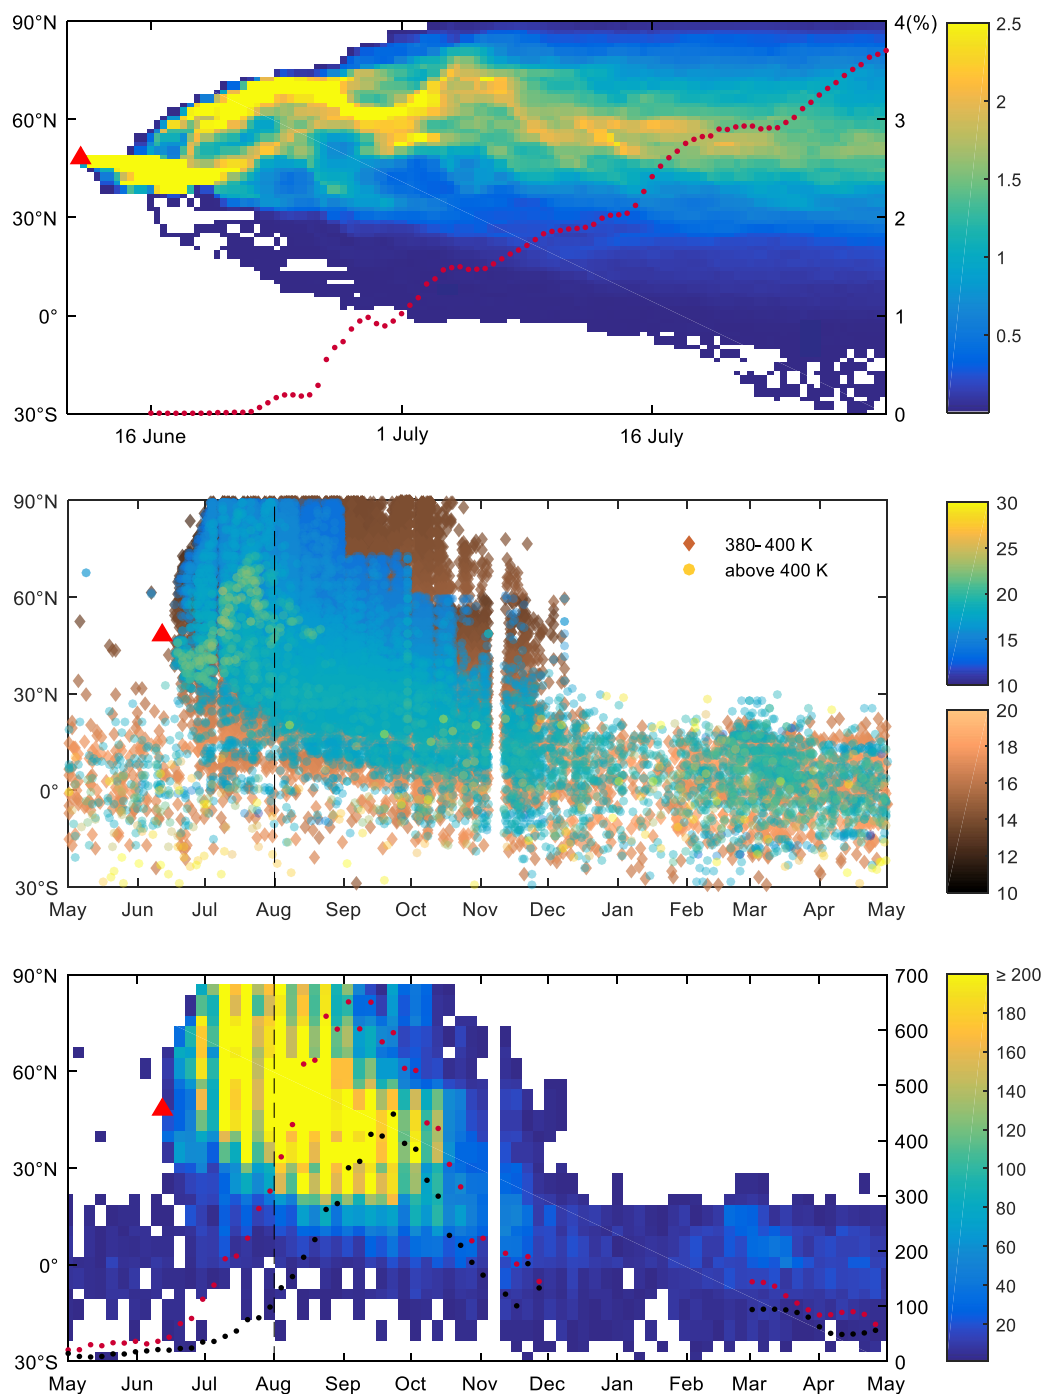 90°N 4(%) 2.5
60°N 3 2
30°N 2 1.5
0° 1 1
30°S 0 0.5
16 June 1 July 16 July
90°N 30
380-400 K
above 400 K
60°N 25
30°N 20
0° 15
30°S 10
20
18
16
14
12
10
May Jun Jul Aug Sep Oct Nov Dec Jan Feb Mar Apr May
90°N 700 ≥ 200
600 180
60°N 500 160
400 140
30°N 300 120
0° 200 100
100 80
30°S 0 60
40
20
May Jun Jul Aug Sep Oct Nov Dec Jan Feb Mar Apr May